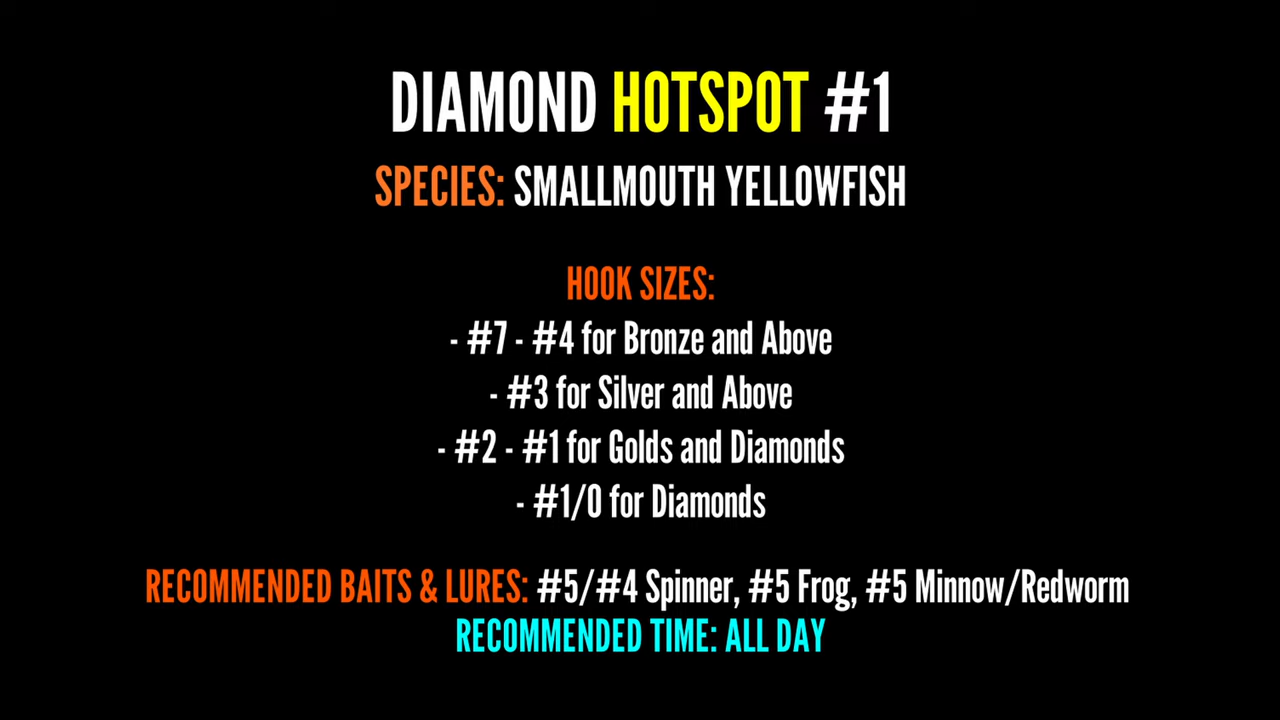 DIAMOND HOTSPOT #1
SPECIES: SMALLMOUTH YELLOWFISH
HOOK SIZES:
- #7 - #4 for Bronze and Above
- #3 for Silver and Above
- #2 - #1 for Golds and Diamonds
- #1/0 for Diamonds
RECOMMENDED BAITS & LURES: #5/#4 Spinner, #5 Frog, #5 Minnow/Redworm
RECOMMENDED TIME: ALL DAY